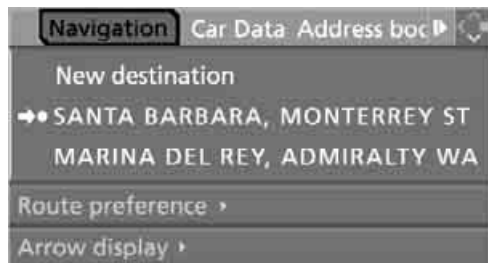 Navigation Car Data Address boo
New destination
SANTA BARBARA, MONTERREY ST
MARINA DEL REY, ADMIRALTY WA
Route preference
Arrow display